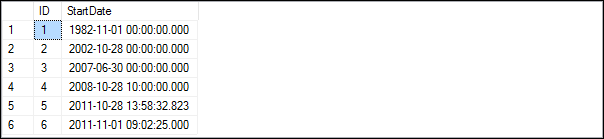 ID StartDate
1 1 1982-11-01 00:00:00.000
2 2 2002-10-28 00:00:00.000
3 3 2007-06-30 00:00:00.000
4 4 2008-10-28 10:00:00.000
5 5 2011-10-28 13:58:32.823
6 6 2011-11-01 09:02:25.000